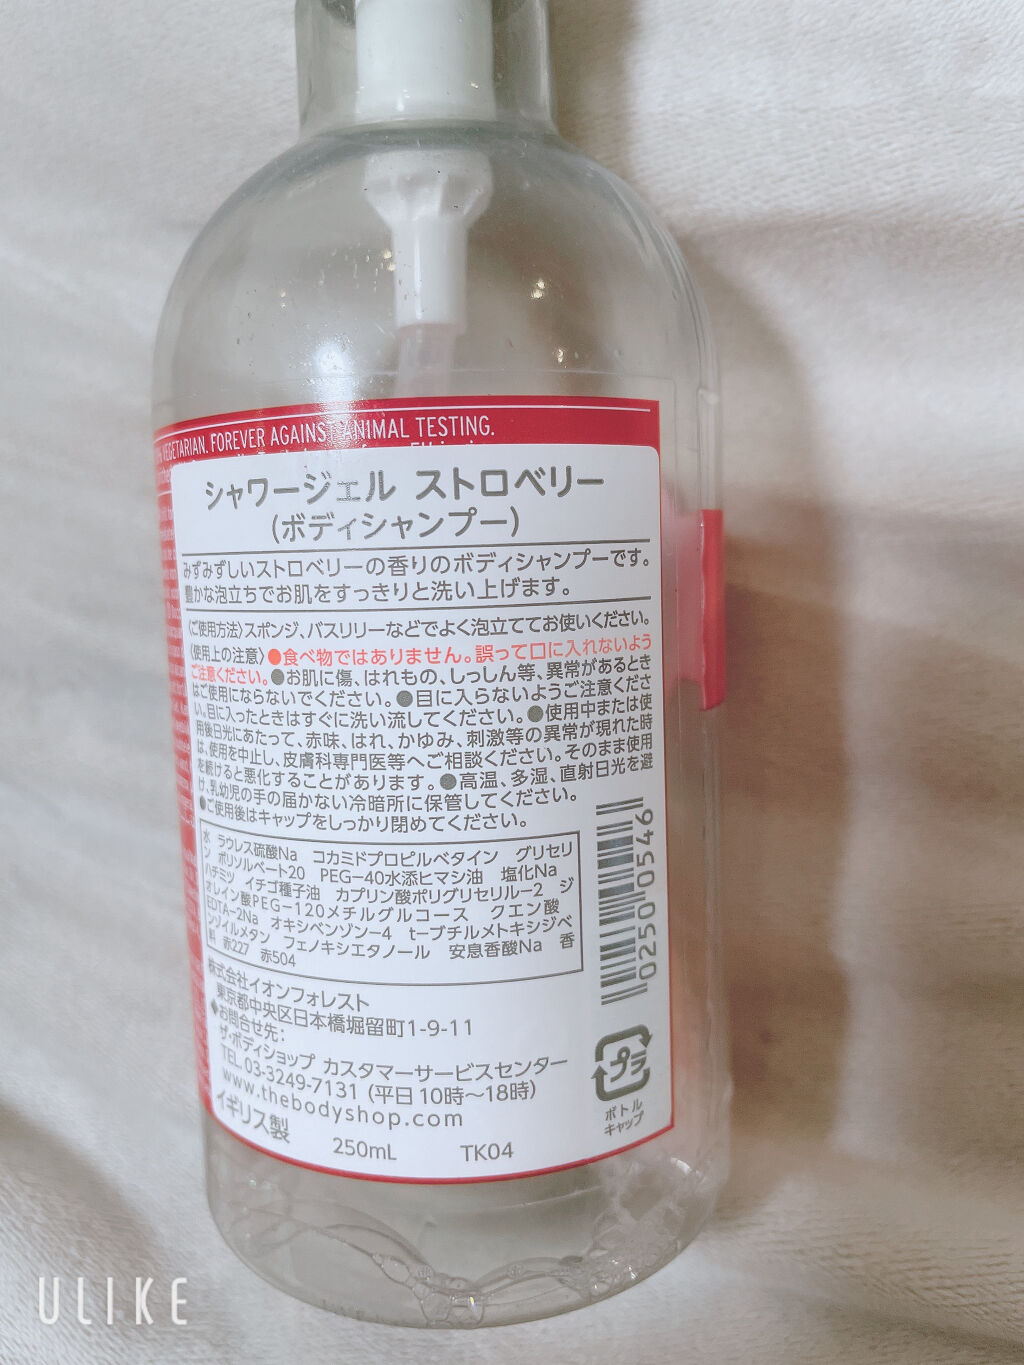 VEGETARIAN. FOREVER AGAINST ANIMAL TESTING.
シャワージェル ストロベリー
(ボディシャンプー)
みずみずしいストロベリーの香りのボディシャンプーです。
豊かな泡立ちでお肌をすっきりと洗い上げます。
〈ご使用方法〉スポンジ、バスリリーなどでよく泡立ててお使いください。
〈使用上の注意〉●食べ物ではありません。誤って口に入れないよう
ご注意ください。●お肌に傷、はれもの、しっしん等、異常があるとき
はご使用にならないでください。●目に入らないようご注意くださ
い。目に入ったときはすぐに洗い流してください。●使用中または使
用後日光にあたって、赤味、はれ、かゆみ、刺激等の異常が現れた時
は、使用を中止し、皮膚科専門医等へご相談ください。そのまま使用
を続けると悪化することがあります。●高温、多湿、直射日光を避
け、乳幼児の手の届かない冷暗所に保管してください。
●ご使用後はキャップをしっかり閉めてください。
水 ラウレス硫酸Na コカミドプロピルベタイン グリセリ
ン ポリソルベート20 PEG-40水添ヒマシ油 塩化Na
ハチミツ イチゴ種子油 カプリン酸ポリグリセリル-2 ジ
オレイン酸PEG-120メチルグルコース クエン酸
EDTA-2Na オキシベンゾン-4 t-ブチルメトキシジベ
ンゾイルメタン フェノキシエタノール 安息香酸Na 香
料 赤227 赤504
02500546
株式会社イオンフォレスト
東京都中央区日本橋堀留町1-9-11
◆お問合せ先:
ザ・ボディショップ カスタマーサービスセンター
TEL.03-3249-7131 (平日10時～18時)
www.thebodyshop.com
イギリス製
250mL TK04
プラ
ボトル
キャップ
ULIKE